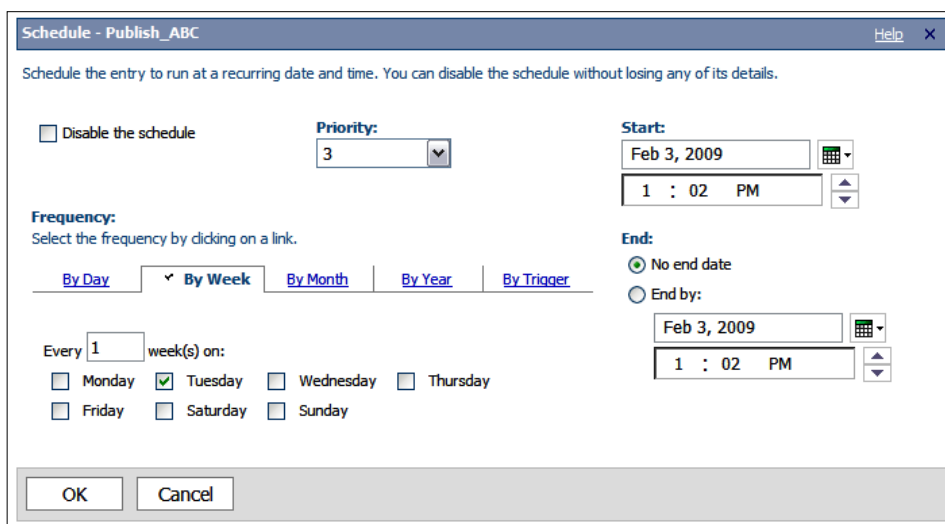 Schedule - Publish_ABC
Help
Schedule the entry to run at a recurring date and time. You can disable the schedule without losing any of its details.
Disable the schedule
Priority:
3
Start:
Feb 3, 2009
1 : 02 PM
Frequency:
Select the frequency by clicking on a link.
By Day By Week By Month By Year By Trigger
End:
No end date
End by:
Feb 3, 2009
1 : 02 PM
Every 1 week(s) on:
Monday Tuesday Wednesday Thursday
Friday Saturday Sunday
OK Cancel